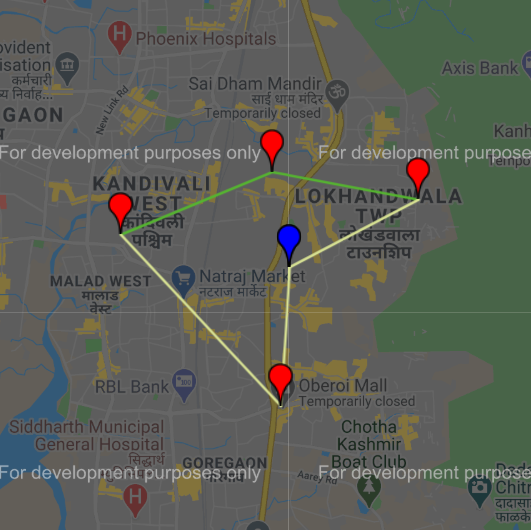 ovident
isation
कर्मचारी
Phoenix Hospitals
Axis Bank
Sai Dham Mandir
साई धाम मंदिर
Temporarily closed
New Link Rd
GAON
For development purposes only
For development purposes
KANDIVALI
WEST
कांदिवली
पश्चिम
LOKHANDWALA
TWP
लोखंडवाला
टाउनशिप
Natraj Market
नटराज मार्केट
MALAD WEST
मालाड
वेस्ट
RBL Bank
Oberoi Mall
Temporarily closed
Siddharth Municipal
General Hospital
सिद्धार्थ
GOREGAON
Chotha
Kashmir
Boat Club
For development purposes only
For development purposes
Aarey Rd
Chitr
दादासा
फाळके